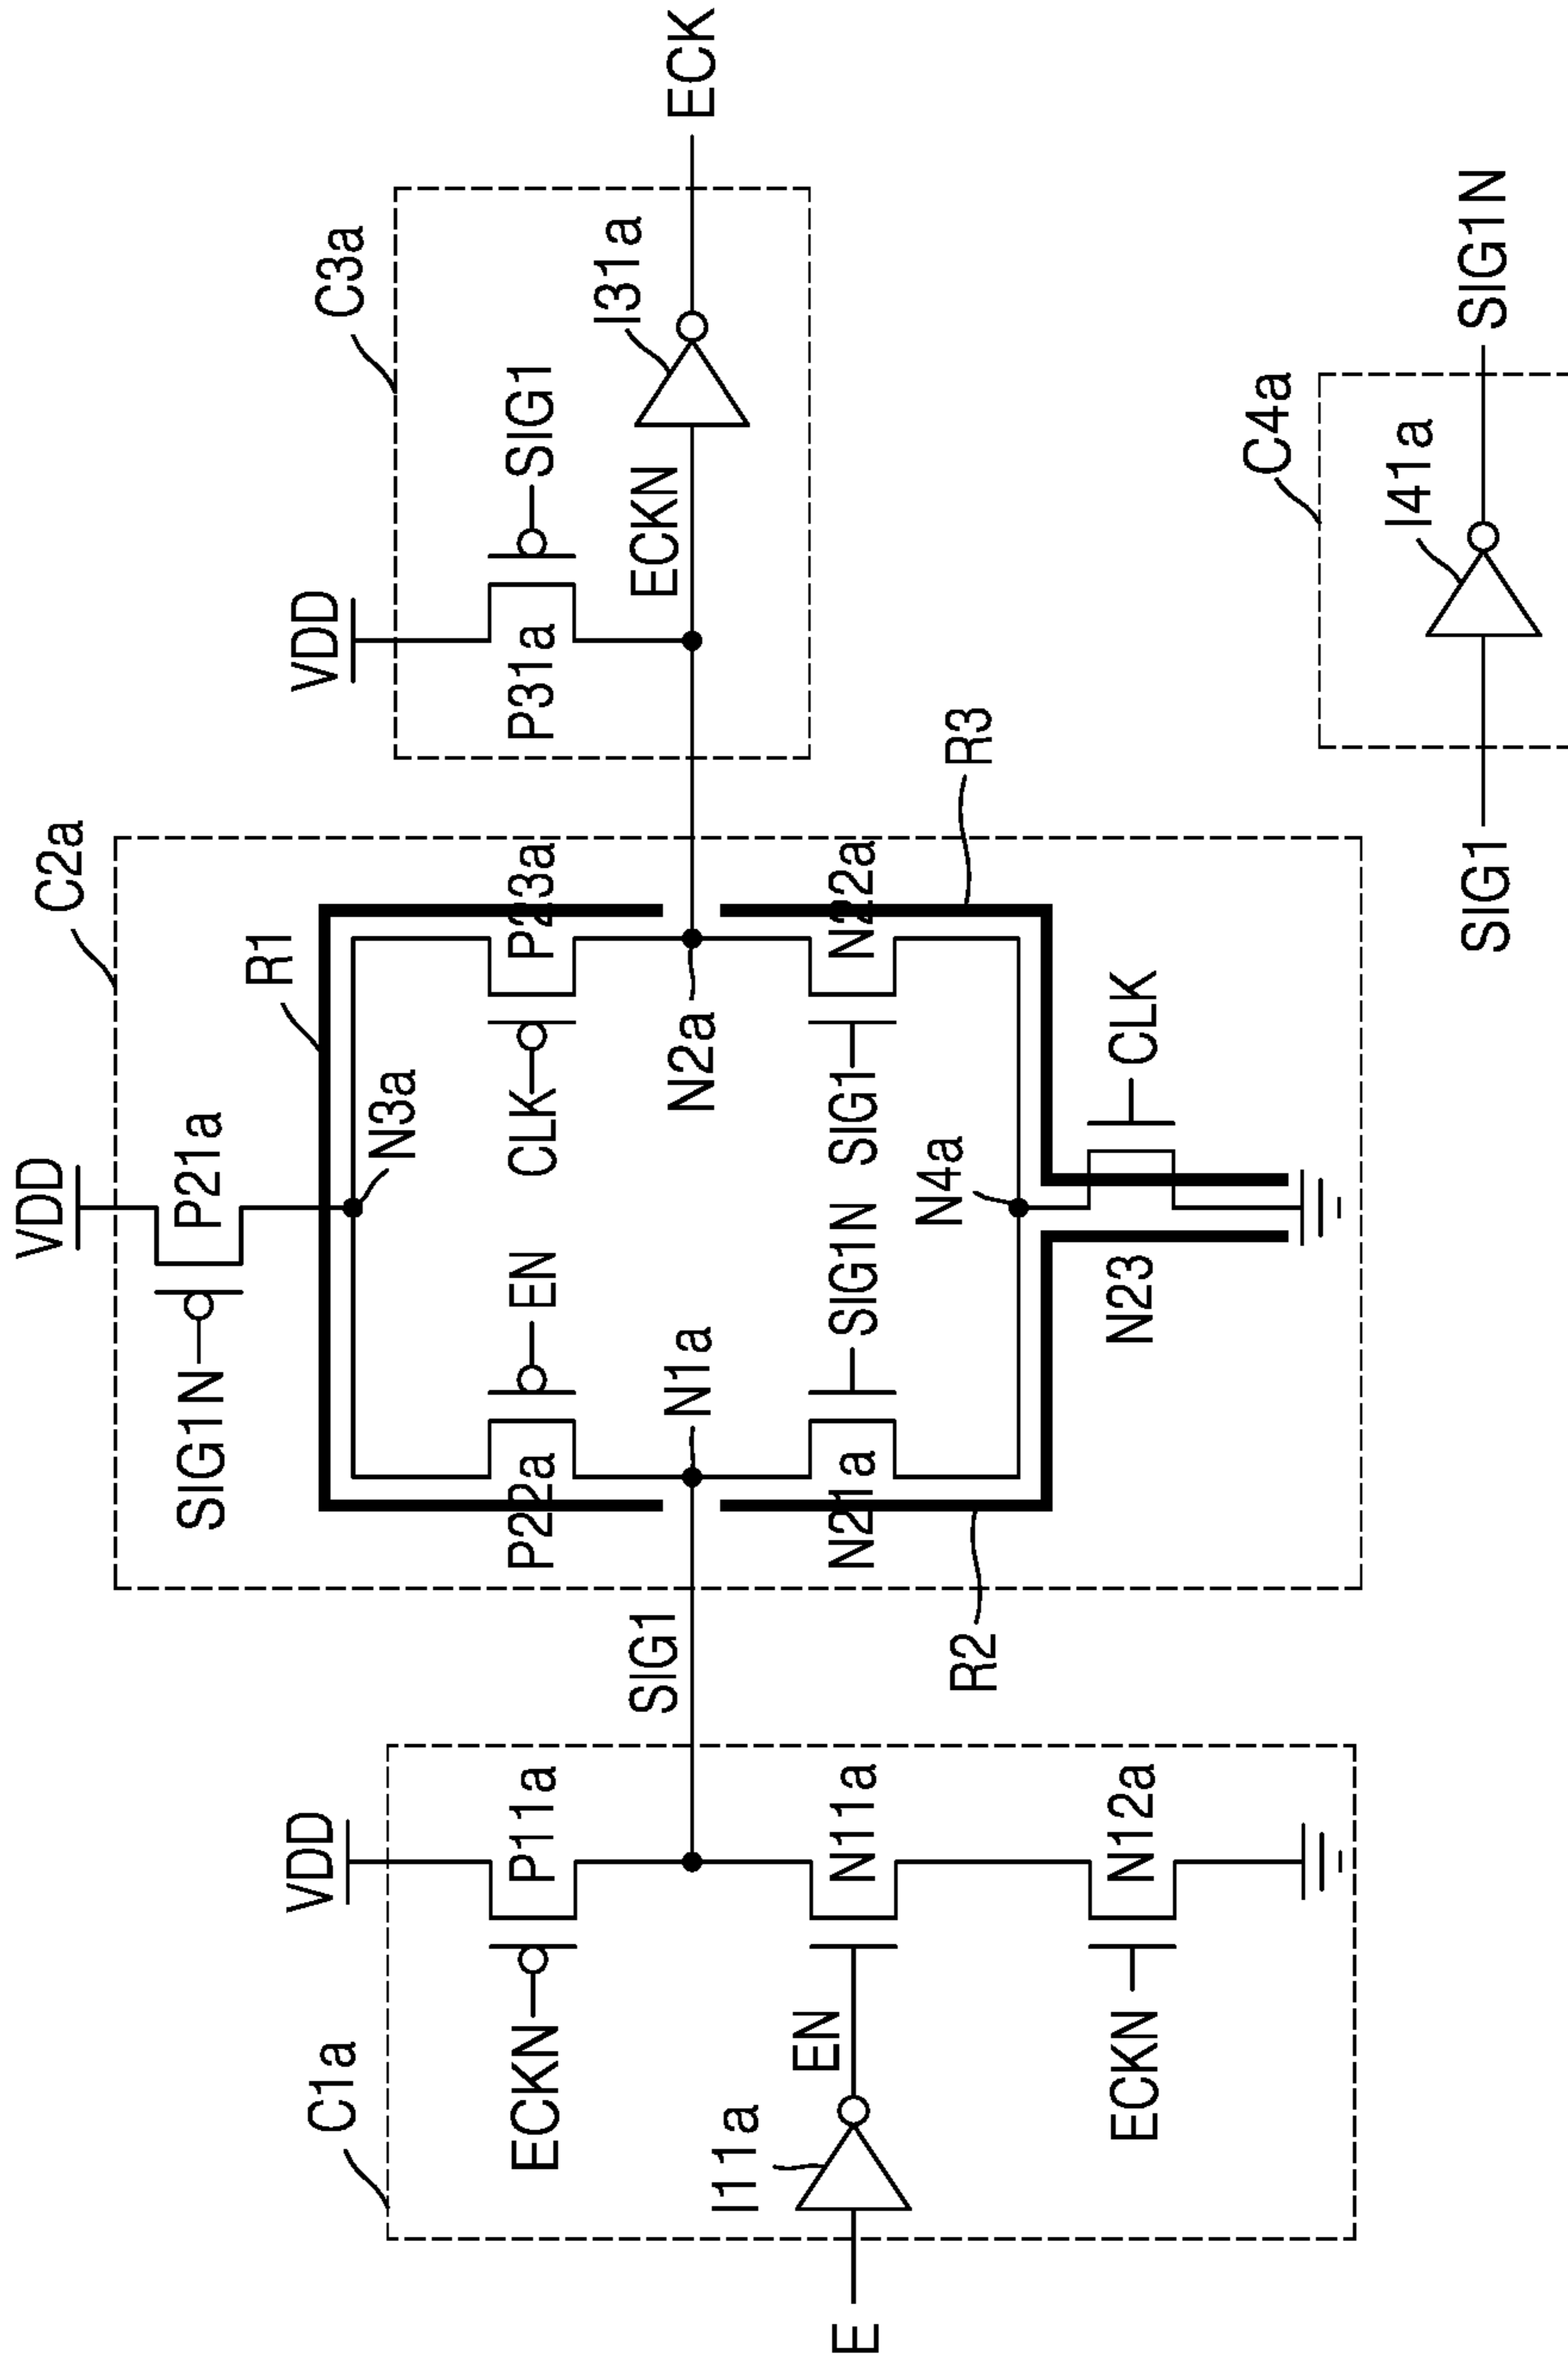 VDD
SIG1N
P21a
C2a
R1
VDD
C1a
ECKN
P11a
SIG1
N3a
P22a
EN
CLK
P23a
VDD
C3a
P31a
SIG1
N1a
N2a
ECKN
I31a
ECK
I11a
E
EN
N11a
N21a
SIG1N
SIG1
N22a
R2
N4a
R3
ECKN
N12a
N23
CLK
C4a
I41a
SIG1
SIG1N